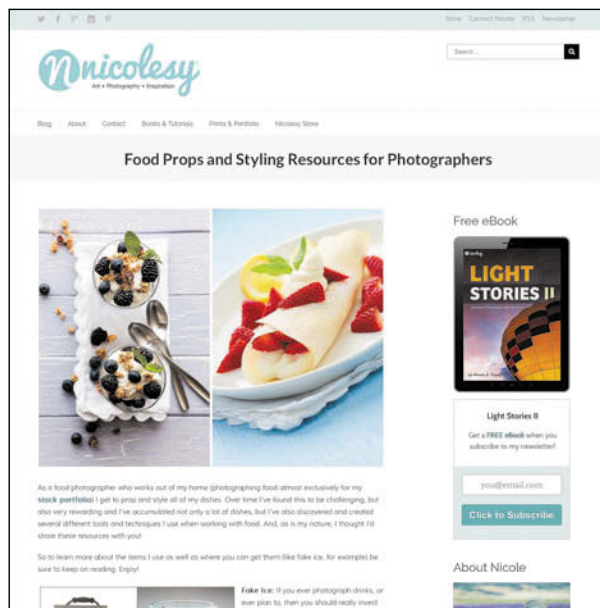 Store Contact Nicole RSS Newsletter
Search ...
nicolesy
Art • Photography • Inspiration
Blog About Contact Books & Tutorials Prints & Portfolio Nicolesy Store
Food Props and Styling Resources for Photographers
Free eBook
nicolesy
LIGHT
STORIES II
Light Stories II
Get a FREE eBook when you
subscribe to my newsletter!
you@email.com
Click to Subscribe
As a food photographer who works out of my home (photographing food almost exclusively for my
stock portfolio) I get to prop and style all of my dishes. Over time I've found this to be challenging, but
also very rewarding and I've accumulated not only a lot of dishes, but I've also discovered and created
several different tools and techniques I use when working with food. And, as is my nature, I thought I'd
share these resources with you!
So to learn more about the items I use as well as where you can get them (like fake ice, for example) be
sure to keep on reading. Enjoy!
About Nicole
Fake Ice: If you ever photograph drinks, or
ever plan to, then you should really invest